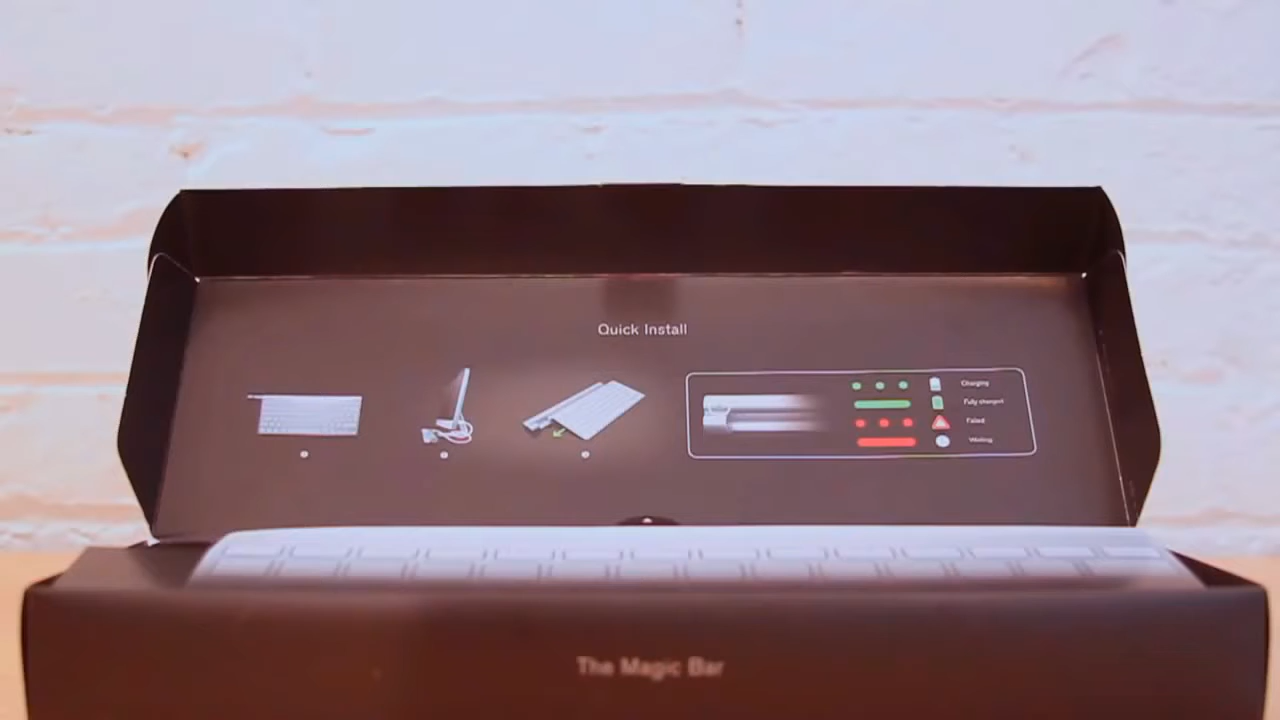 Quick Install
Charging
Fully charged
Failed
Waiting
The Magic Bar